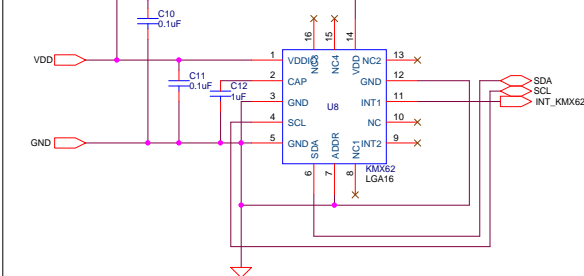 C10
0.1uF
16
15
14
NC3
NC4
VDD
VDD
1
VDDIO
NC2
13
C11
0.1uF
C12
1uF
2
CAP
GND
12
3
GND
INT1
11
U8
4
SCL
NC
10
GND
5
GND
INT2
9
SDA
ADDR
NC1
6
7
8
KMX62
LGA16
SDA
SCL
INT_KMX62